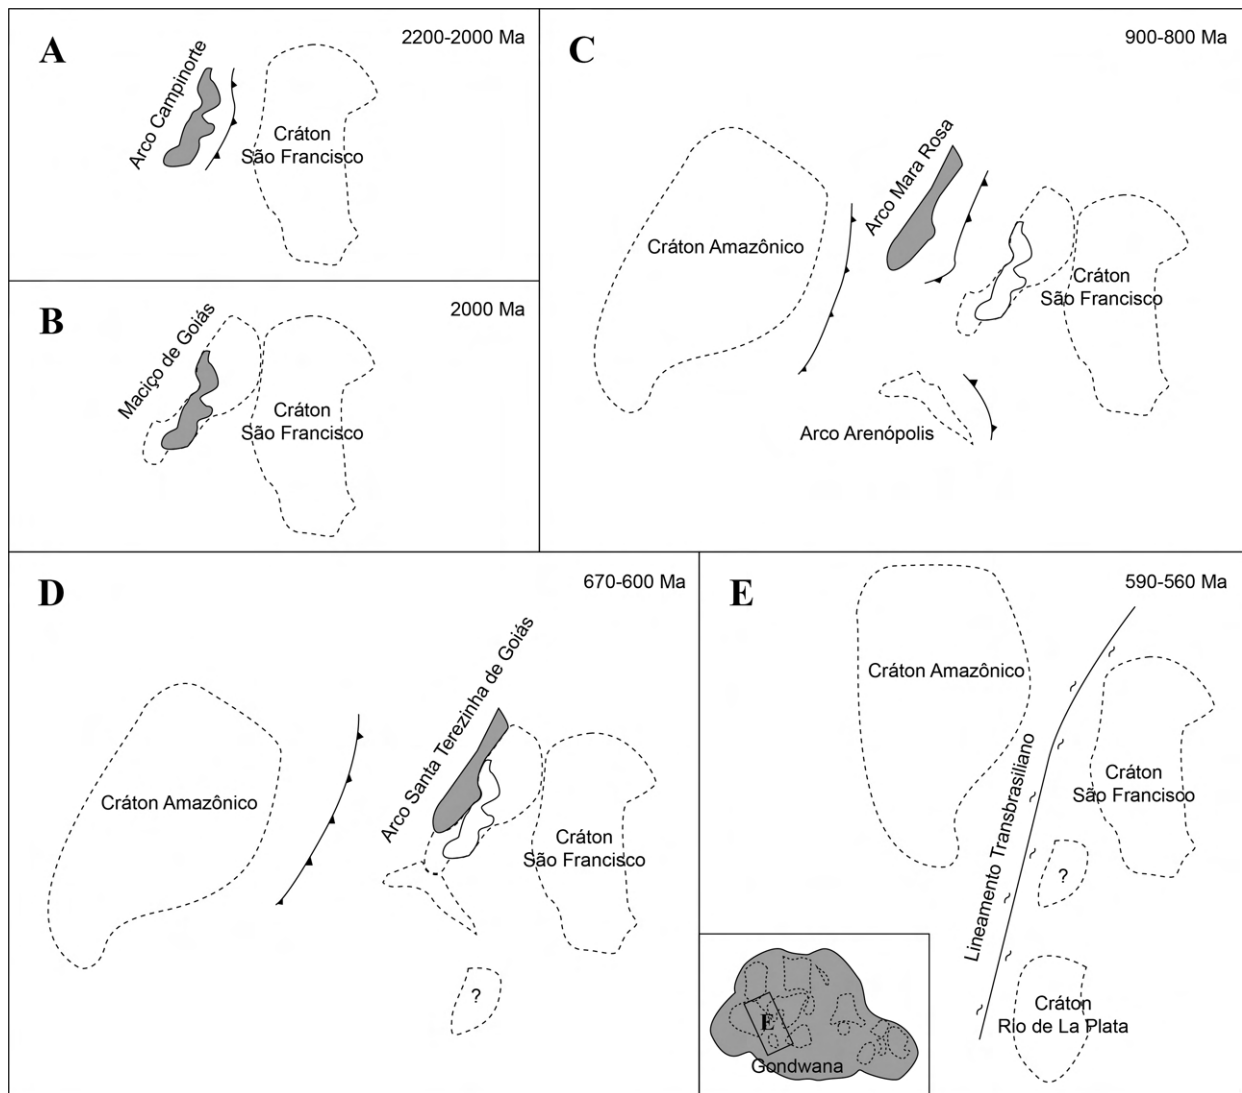 A
2200-2000 Ma
Arco Campinorte
Cráton
São Francisco
B
2000 Ma
Maciço de Goiás
Cráton
São Francisco
C
900-800 Ma
Cráton Amazônico
Arco Mara Rosa
Cráton
São Francisco
Arco Arenópolis
D
670-600 Ma
Arco Santa Terezinha de Goiás
Cráton Amazônico
Cráton
São Francisco
?
E
590-560 Ma
Cráton Amazônico
Lineamento Transbrasiliano
Cráton
São Francisco
?
Cráton
Rio de La Plata
E
Gondwana